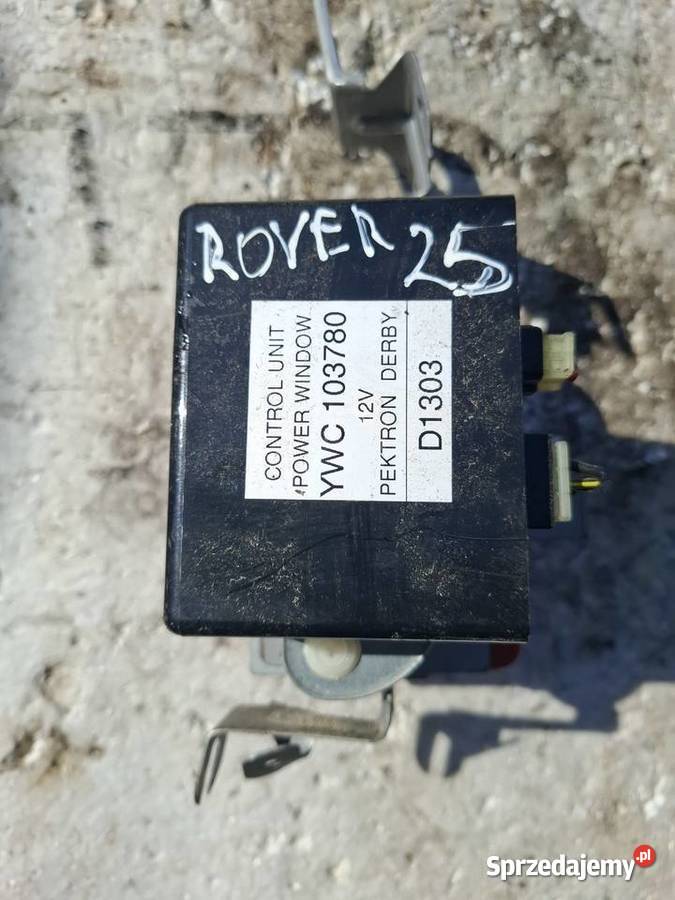 ROVER 25
CONTROL UNIT
POWER WINDOW
YWC 103780
12V
PEKTRON DERBY
D1303
Sprzedajemy.pl